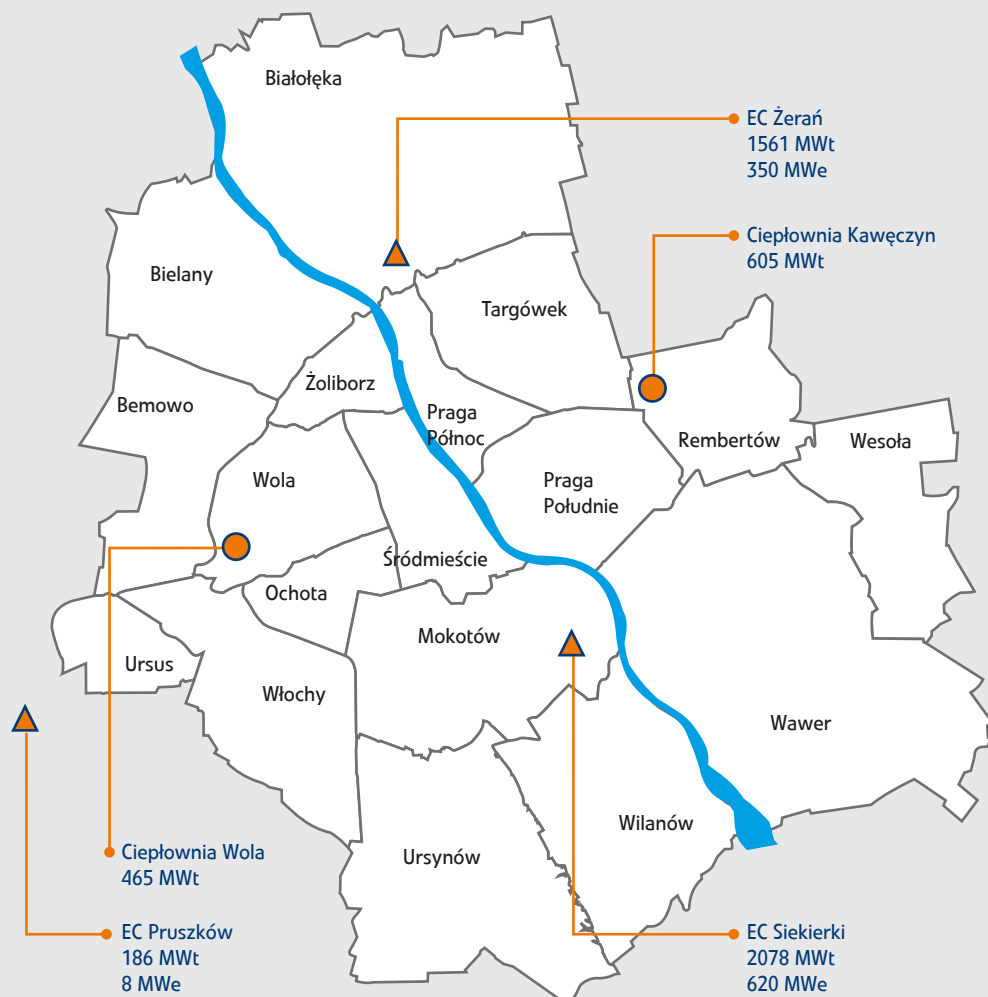 Białołęka
EC Żerań
1561 MWt
350 MWe
Ciepłownia Kawęczyn
605 MWt
Bielany
Targówek
Żoliborz
Bemowo
Praga
Północ
Rembertów
Wesoła
Wola
Praga
Południe
Śródmieście
Ochota
Mokotów
Ursus
Włochy
Wawer
Wilanów
Ursynów
Ciepłownia Wola
465 MWt
EC Pruszków
186 MWt
8 MWe
EC Siekierki
2078 MWt
620 MWe